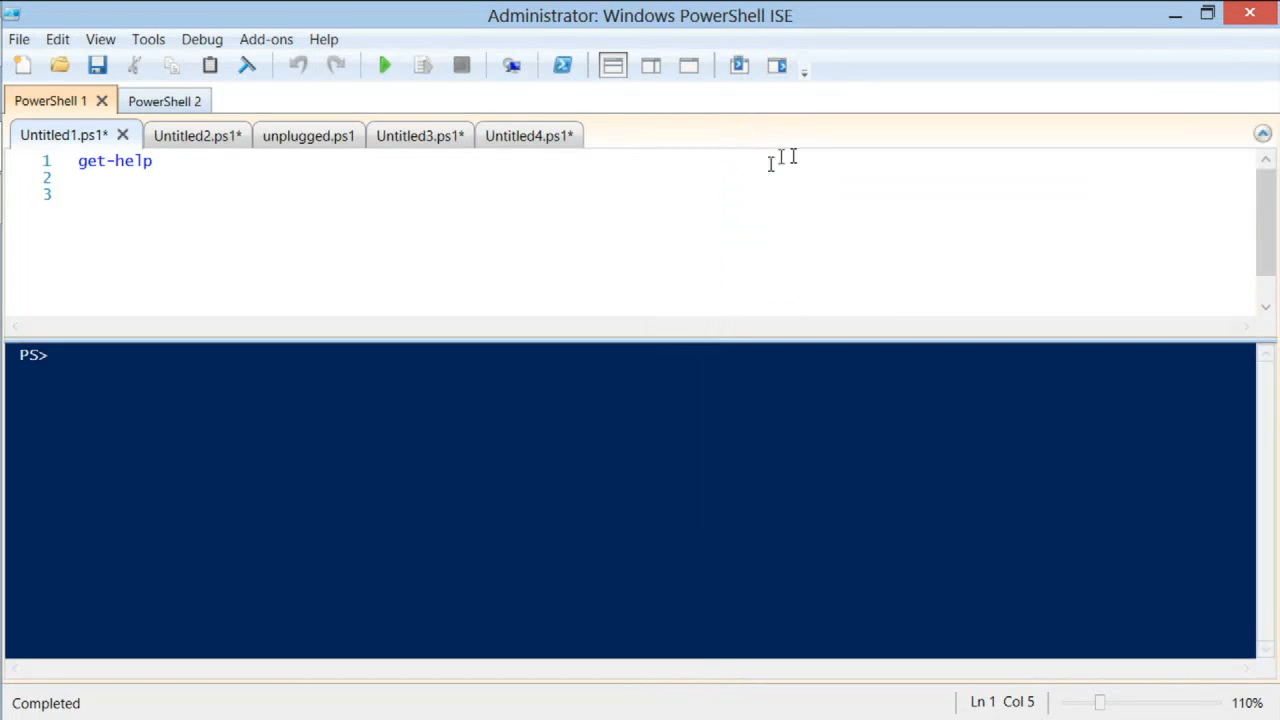 Administrator: Windows PowerShell ISE
File Edit View Tools Debug Add-ons Help
PowerShell 1 PowerShell 2
Untitled1.ps1* Untitled2.ps1* unplugged.ps1 Untitled3.ps1* Untitled4.ps1*
1 get-help
2
3
PS>
Completed Ln 1 Col 5 110%